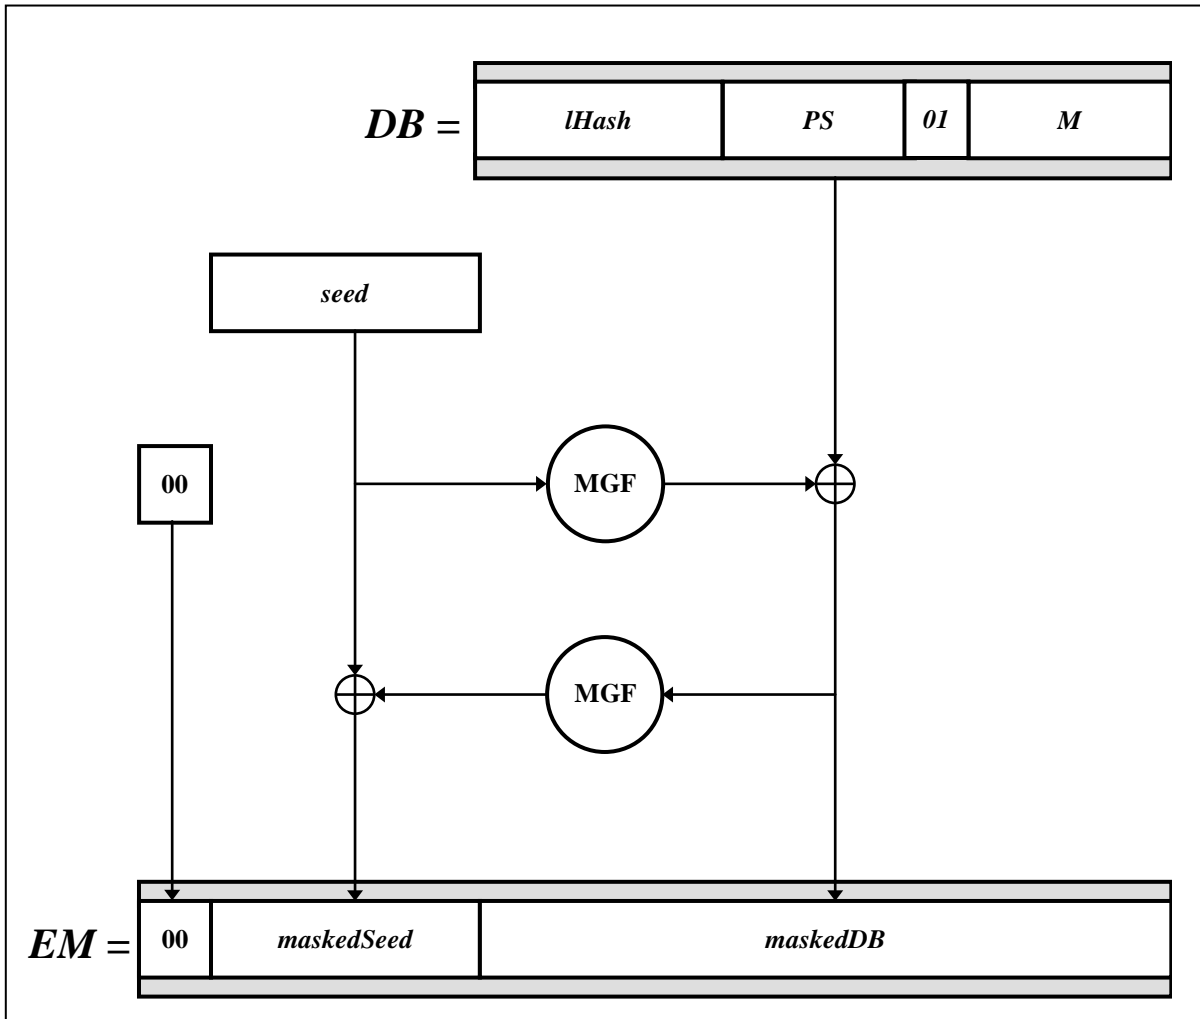 DB = lHash PS 01 M
seed
00 MGF
MGF
EM = 00 maskedSeed maskedDB